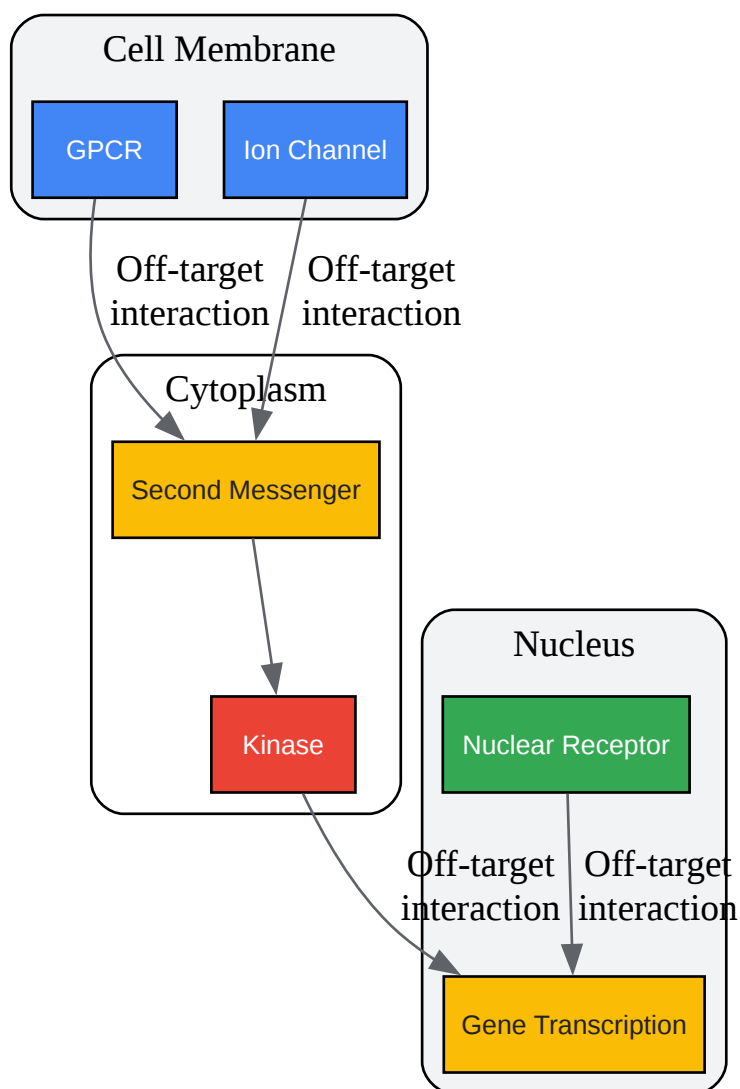 Cell Membrane
GPCR
Ion Channel
Off-target
interaction
Off-target
interaction
Cytoplasm
Second Messenger
Nucleus
Kinase
Nuclear Receptor
Off-target
interaction
Off-target
interaction
Gene Transcription